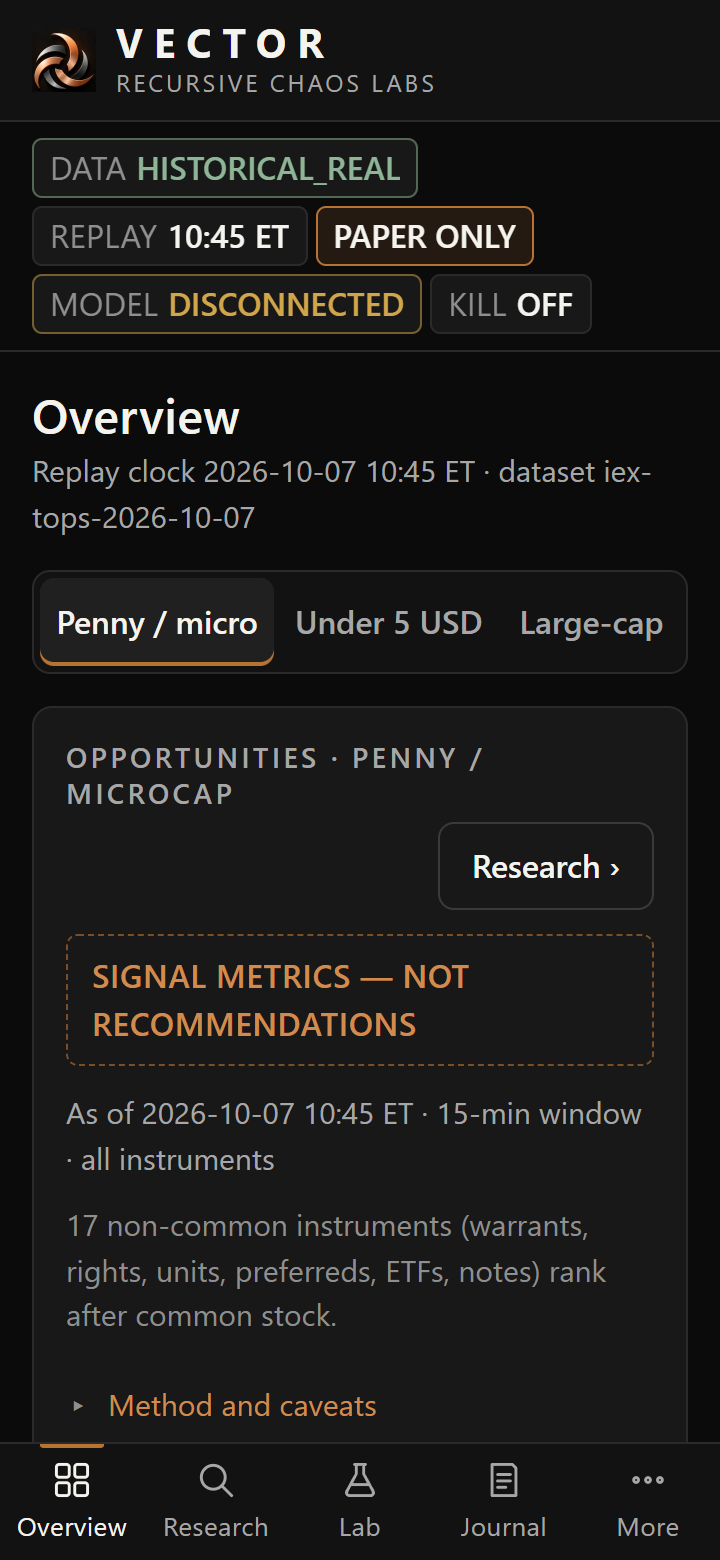 VECTOR
RECURSIVE CHAOS LABS
DATA HISTORICAL_REAL
REPLAY 10:45 ET PAPER ONLY
MODEL DISCONNECTED KILL OFF
Overview
Replay clock 2026-10-07 10:45 ET · dataset iex-
tops-2026-10-07
Penny / micro Under 5 USD Large-cap
OPPORTUNITIES · PENNY /
MICROCAP
Research ›
SIGNAL METRICS — NOT
RECOMMENDATIONS
As of 2026-10-07 10:45 ET · 15-min window
· all instruments
17 non-common instruments (warrants,
rights, units, preferreds, ETFs, notes) rank
after common stock.
▸ Method and caveats
Overview Research Lab Journal More